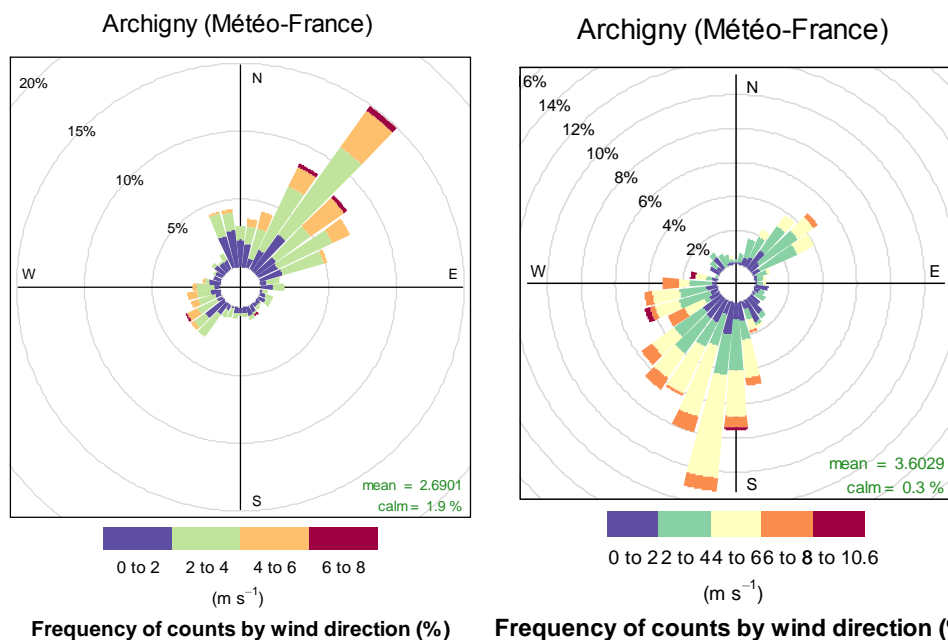 Archigny (Météo-France)
20%
15%
10%
5%
N
W
E
S
mean = 2.6901
calm = 1.9 %
0 to 2
2 to 4
4 to 6
6 to 8
(m s⁻¹)
Frequency of counts by wind direction (%)
Archigny (Météo-France)
6%
14%
12%
10%
8%
6%
4%
2%
N
W
E
S
mean = 3.6029
calm = 0.3 %
0 to 2 2 to 4 4 to 6 6 to 8 8 to 10.6
(m s⁻¹)
Frequency of counts by wind direction (